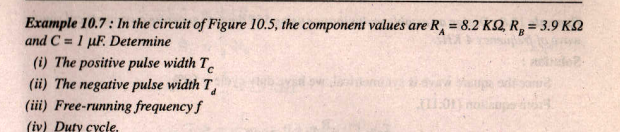 Example 10.7 : In the circuit of Figure 10.5, the component values are R_A = 8.2 KΩ, R_B = 3.9 KΩ
and C = 1 µF. Determine
(i) The positive pulse width T_c
(ii) The negative pulse width T_d
(iii) Free-running frequency f
(iv) Duty cycle.